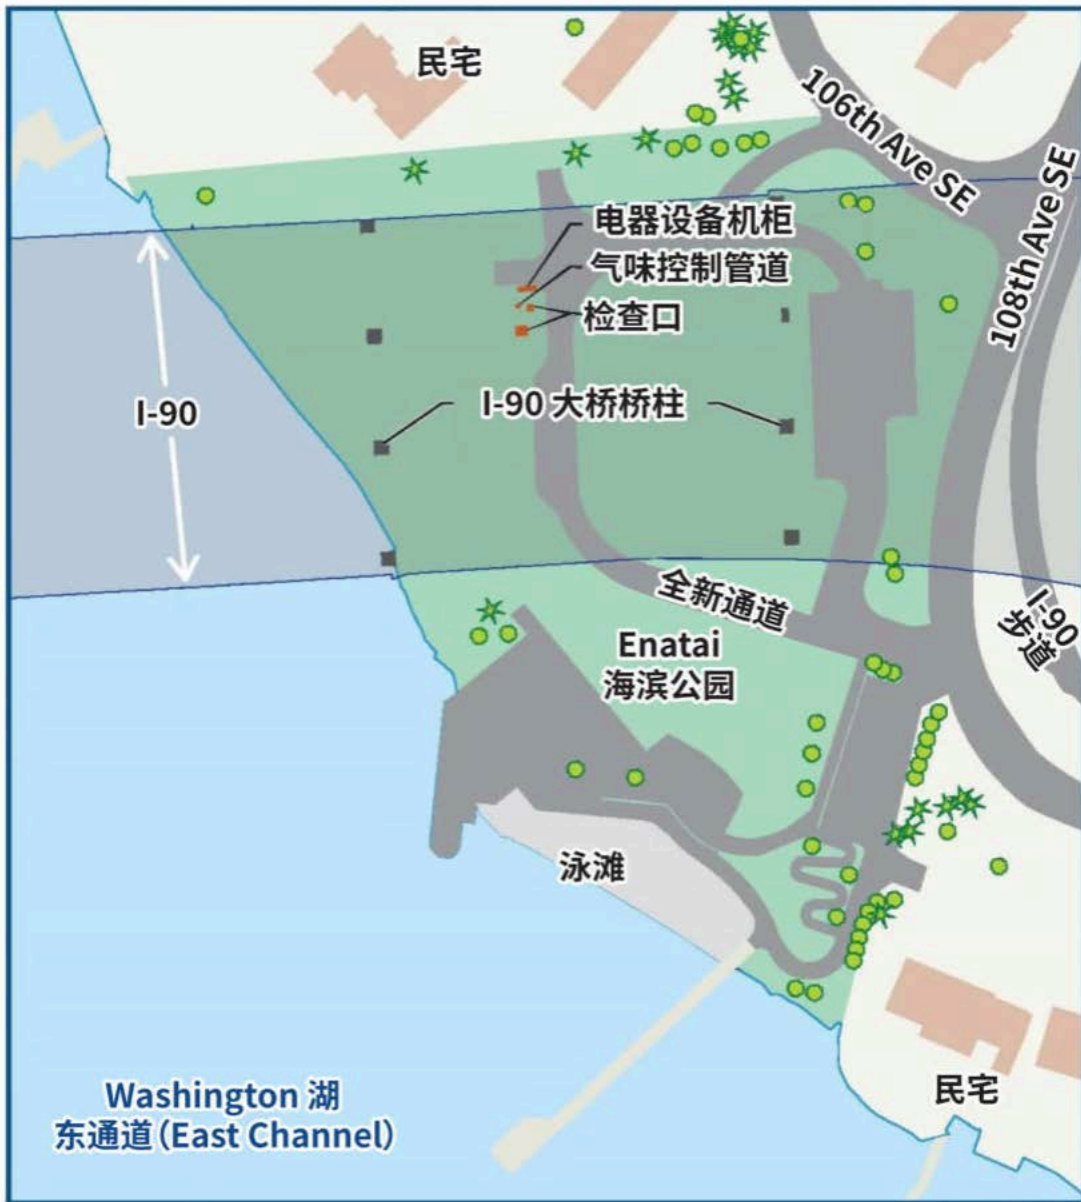 民宅
106th Ave SE
108th Ave SE
电器设备机柜
气味控制管道
检查口
I-90 大桥桥柱
I-90
全新通道
I-90
步道
Enatai
海滨公园
泳滩
民宅
Washington 湖
东通道(East Channel)